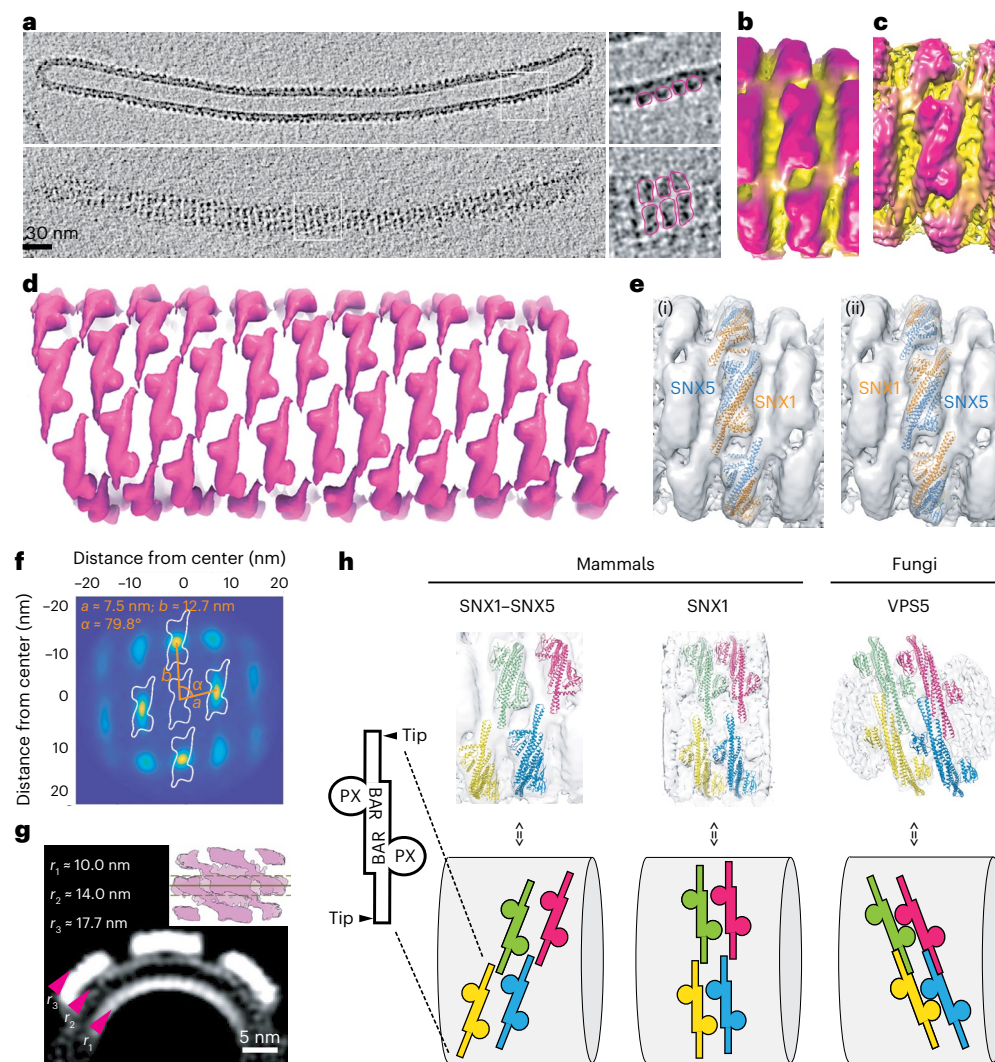 a
30 nm
b
c
d
e
(i)
SNX5
SNX1
(ii)
SNX1
SNX5
f
Distance from center (nm)
–20 –10 0 10 20
Distance from center (nm)
–20
–10
0
10
20
a ≈ 7.5 nm; b ≈ 12.7 nm
α = 79.8°
b
α
a
g
r1 ≈ 10.0 nm
r2 ≈ 14.0 nm
r3 ≈ 17.7 nm
r3
r2
r1
5 nm
h
Mammals
Fungi
SNX1–SNX5
SNX1
VPS5
Tip
PX
BAR
BAR
PX
Tip